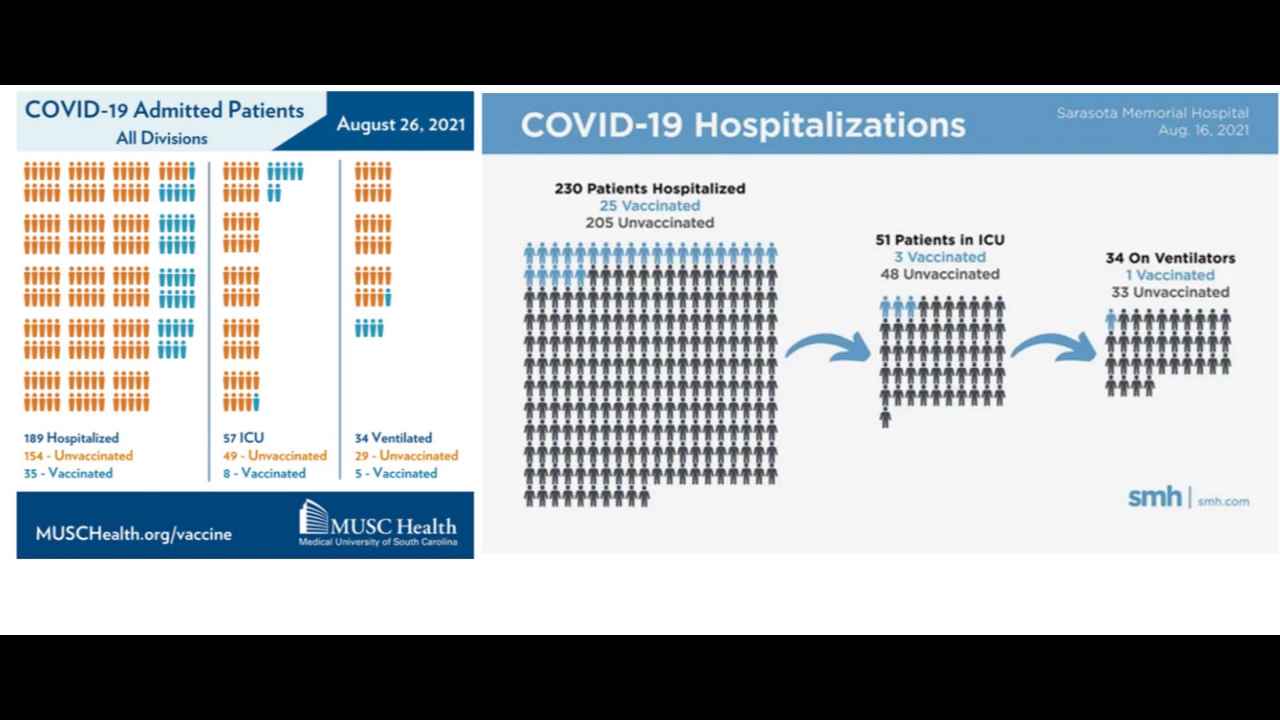 COVID-19 Admitted Patients
All Divisions
August 26, 2021
189 Hospitalized
154 - Unvaccinated
35 - Vaccinated
57 ICU
49 - Unvaccinated
8 - Vaccinated
34 Ventilated
29 - Unvaccinated
5 - Vaccinated
MUSCHealth.org/vaccine
MUSC Health
Medical University of South Carolina
COVID-19 Hospitalizations
Sarasota Memorial Hospital
Aug. 16, 2021
230 Patients Hospitalized
25 Vaccinated
205 Unvaccinated
51 Patients in ICU
3 Vaccinated
48 Unvaccinated
34 On Ventilators
1 Vaccinated
33 Unvaccinated
smh | smh.com